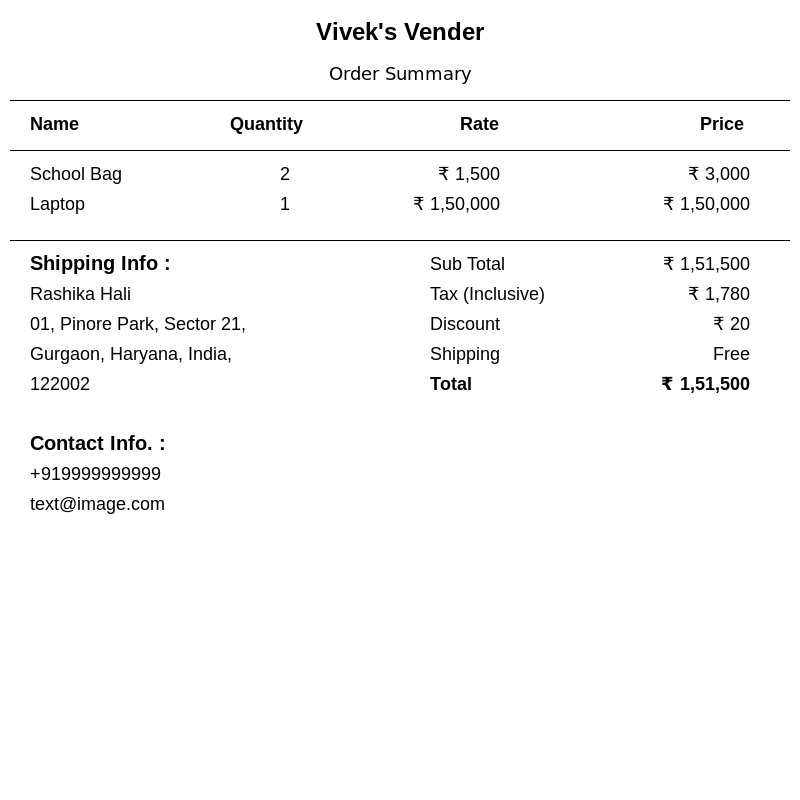 Vivek's Vender
Order Summary
Name Quantity Rate Price
School Bag 2 ₹ 1,500 ₹ 3,000
Laptop 1 ₹ 1,50,000 ₹ 1,50,000
Shipping Info : Sub Total ₹ 1,51,500
Rashika Hali Tax (Inclusive) ₹ 1,780
01, Pinore Park, Sector 21, Discount ₹ 20
Gurgaon, Haryana, India, Shipping Free
122002 Total ₹ 1,51,500
Contact Info. :
+919999999999
text@image.com